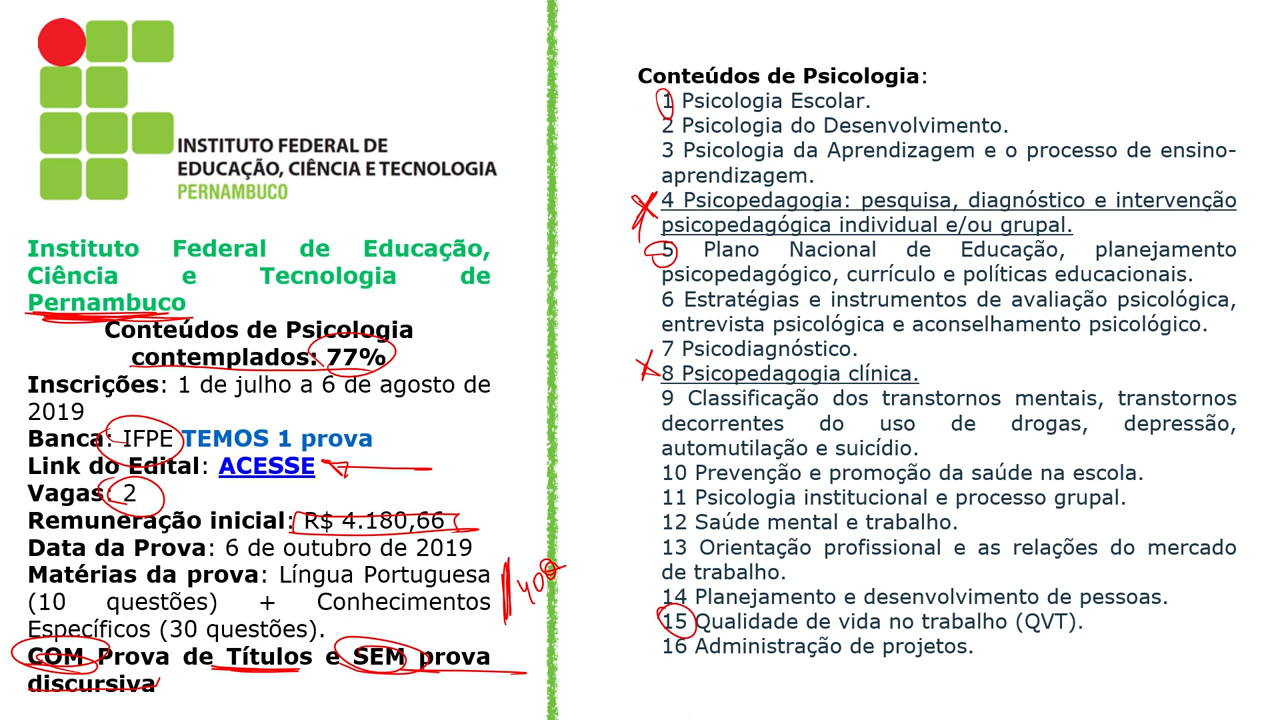 INSTITUTO FEDERAL DE
EDUCAÇÃO, CIÊNCIA E TECNOLOGIA
PERNAMBUCO
Instituto Federal de Educação,
Ciência e Tecnologia de
Pernambuco
Conteúdos de Psicologia
contemplados: 77%
Inscrições: 1 de julho a 6 de agosto de
2019
Banca: IFPE TEMOS 1 prova
Link do Edital: ACESSE
Vagas: 2
Remuneração inicial: R$ 4.180,66
Data da Prova: 6 de outubro de 2019
Matérias da prova: Língua Portuguesa
(10 questões) + Conhecimentos
Específicos (30 questões).
40Q
COM Prova de Títulos e SEM prova
discursiva
Conteúdos de Psicologia:
1 Psicologia Escolar.
2 Psicologia do Desenvolvimento.
3 Psicologia da Aprendizagem e o processo de ensino-
aprendizagem.
4 Psicopedagogia: pesquisa, diagnóstico e intervenção
psicopedagógica individual e/ou grupal.
5 Plano Nacional de Educação, planejamento
psicopedagógico, currículo e políticas educacionais.
6 Estratégias e instrumentos de avaliação psicológica,
entrevista psicológica e aconselhamento psicológico.
7 Psicodiagnóstico.
8 Psicopedagogia clínica.
9 Classificação dos transtornos mentais, transtornos
decorrentes do uso de drogas, depressão,
automutilação e suicídio.
10 Prevenção e promoção da saúde na escola.
11 Psicologia institucional e processo grupal.
12 Saúde mental e trabalho.
13 Orientação profissional e as relações do mercado
de trabalho.
14 Planejamento e desenvolvimento de pessoas.
15 Qualidade de vida no trabalho (QVT).
16 Administração de projetos.